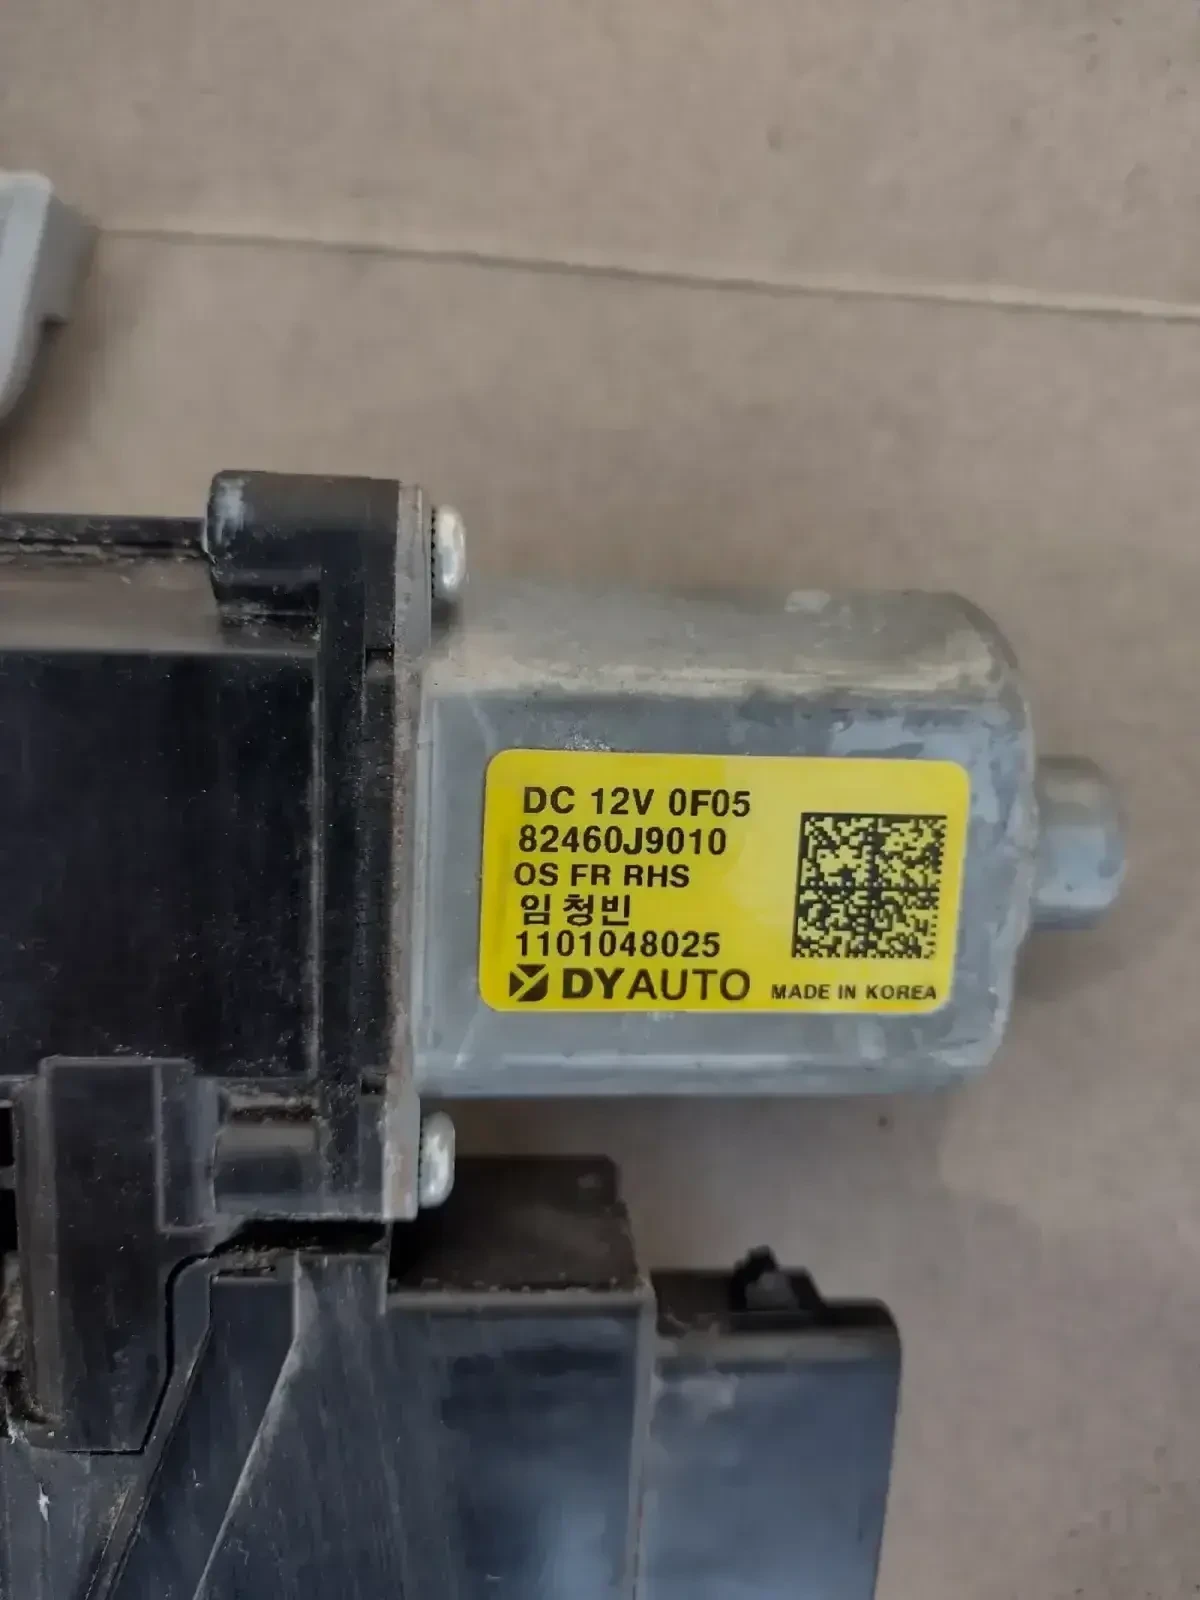 DC 12V 0F05
82460J9010
OS FR RHS
임청빈
1101048025
DYAUTO MADE IN KOREA